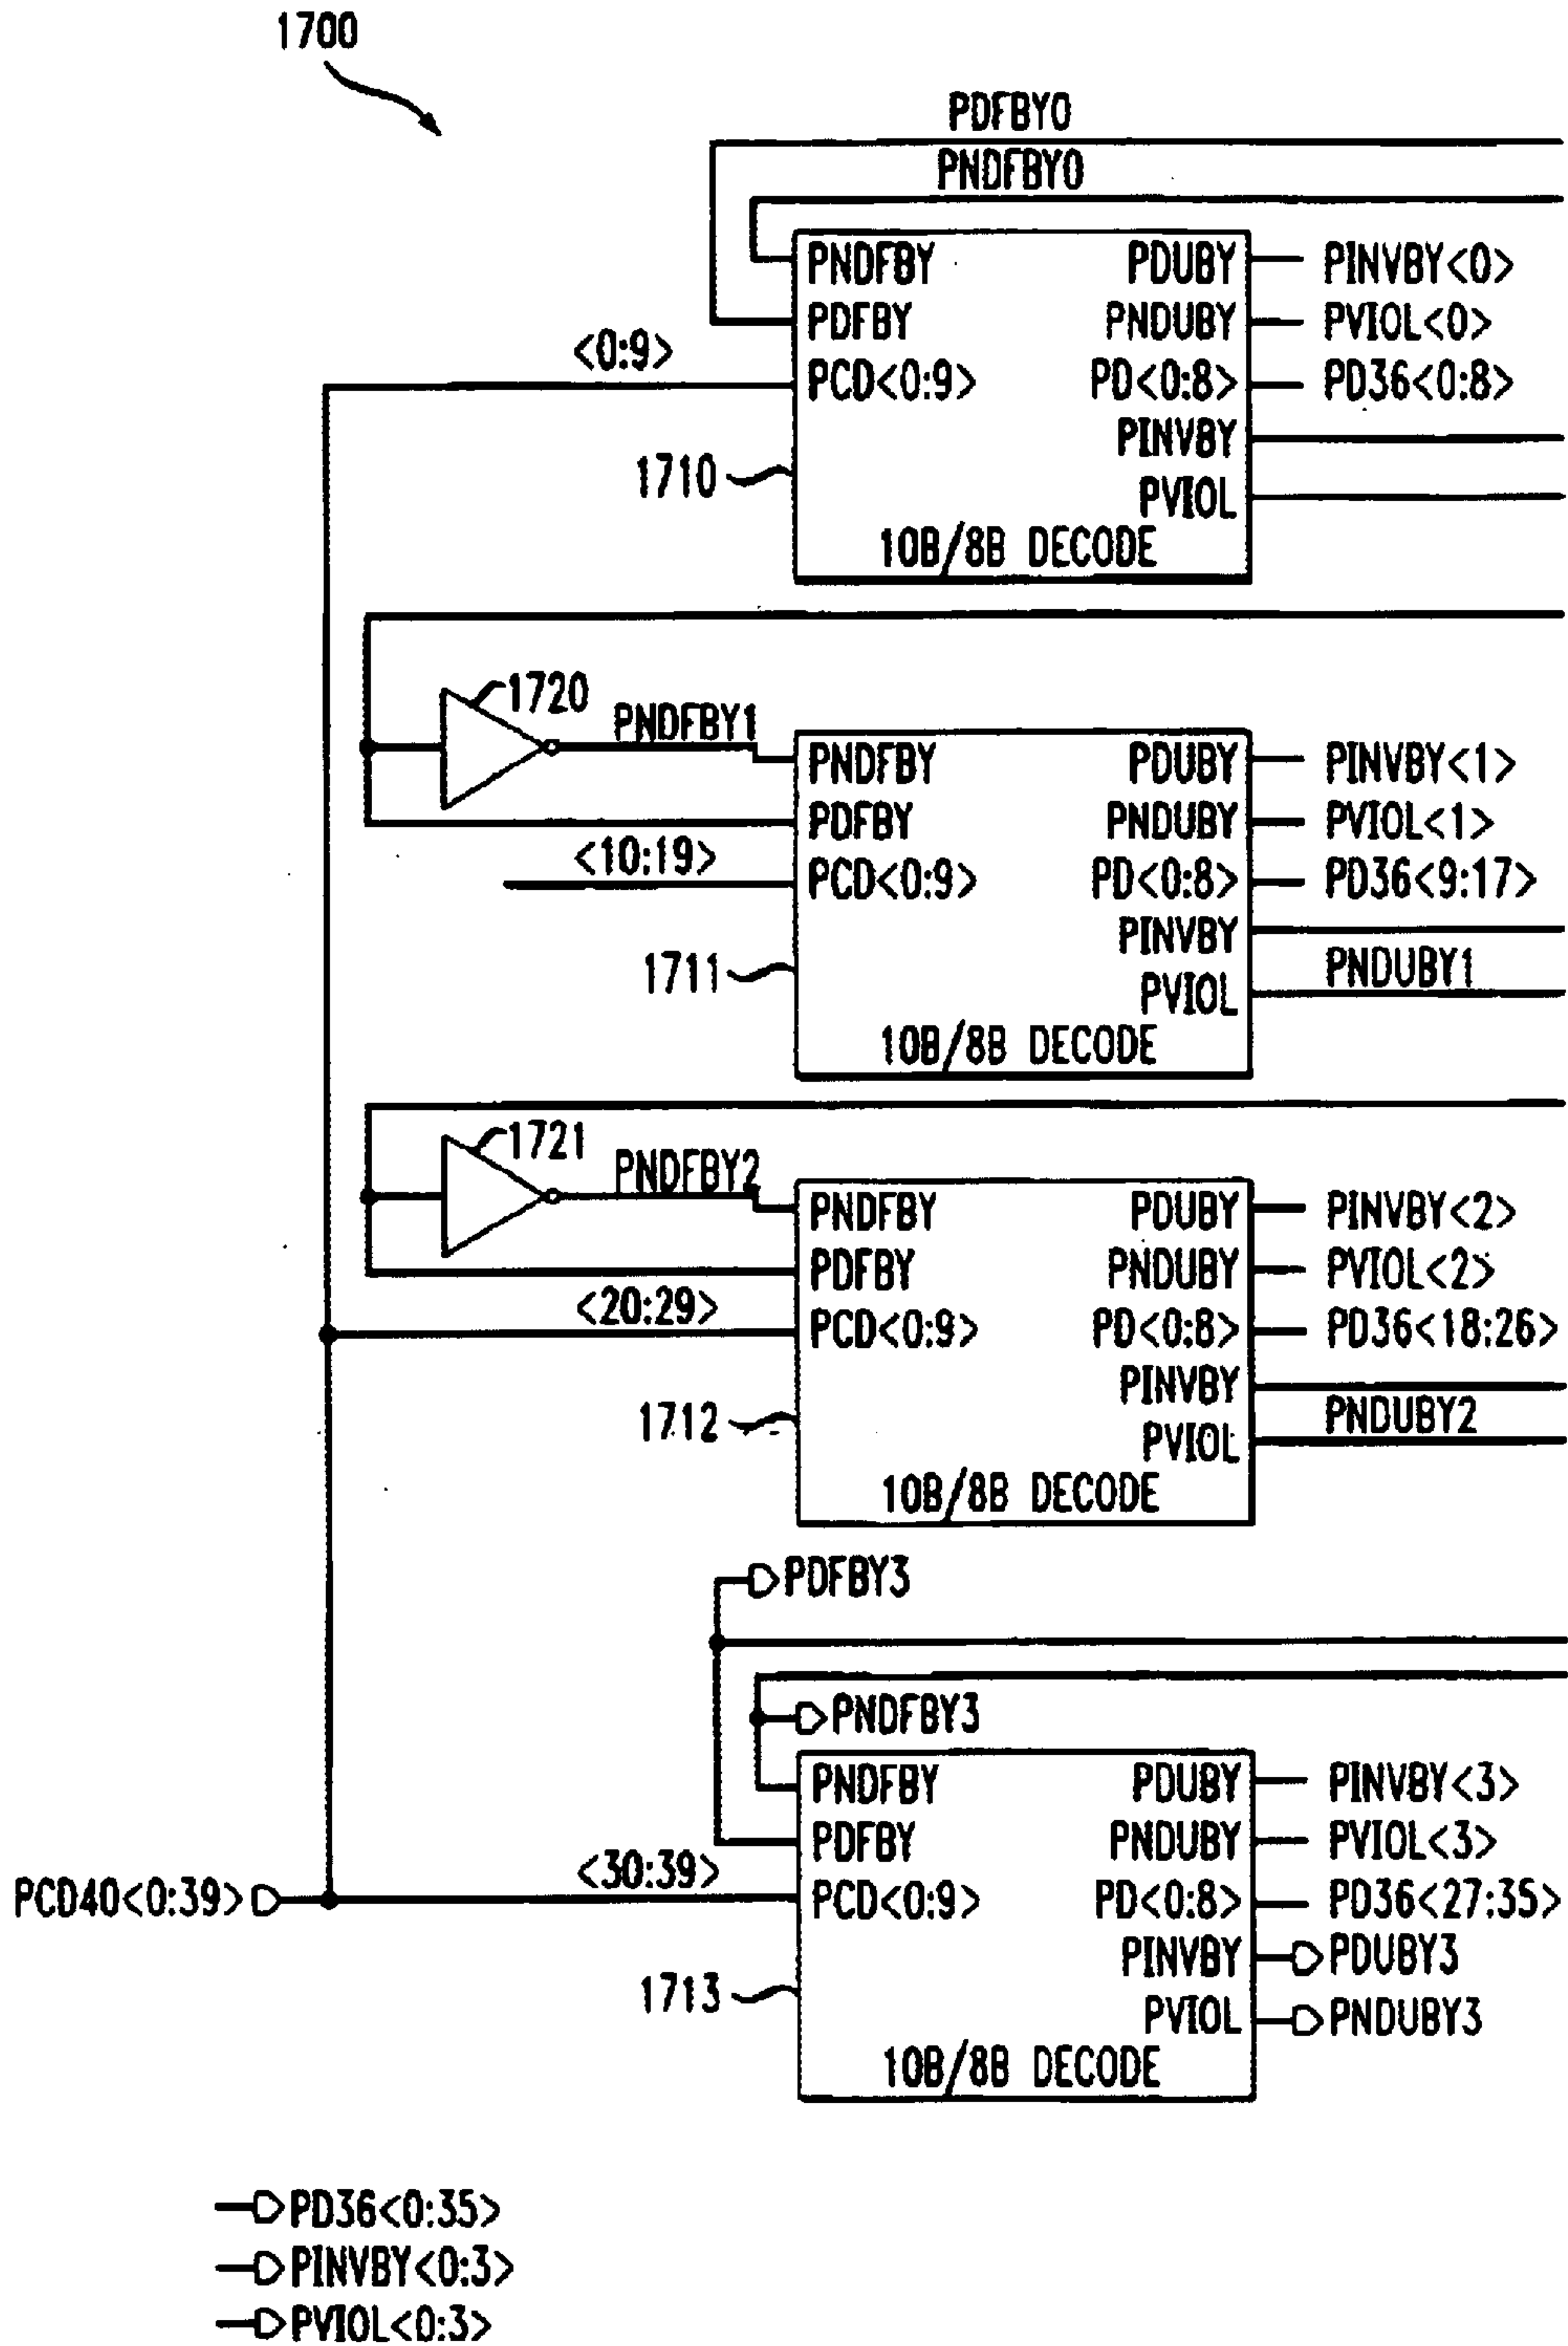 1700
PDFBY0
PNDFBY0
PNDFBY PDUBY PINVBY<0>
PDFBY PNDUBY PVIOL<0>
<0:9>
PCD<0:9> PD<0:8> PD36<0:8>
PINVBY
1710
PVIOL
10B/8B DECODE
1720
PNDFBY1
PNDFBY PDUBY PINVBY<1>
PDFBY PNDUBY PVIOL<1>
<10:19>
PCD<0:9> PD<0:8> PD36<9:17>
PINVBY
1711
PNDUBY1
PVIOL
10B/8B DECODE
1721
PNDFBY2
PNDFBY PDUBY PINVBY<2>
PDFBY PNDUBY PVIOL<2>
<20:29>
PCD<0:9> PD<0:8> PD36<18:26>
PINVBY
1712
PNDUBY2
PVIOL
10B/8B DECODE
PDFBY3
PNDFBY3
PNDFBY PDUBY PINVBY<3>
PDFBY PNDUBY PVIOL<3>
<30:39>
PCD40<0:39> PCD<0:9> PD<0:8> PD36<27:35>
PINVBY PDUBY3
1713
PVIOL PNDUBY3
10B/8B DECODE
PD36<0:35>
PINVBY<0:3>
PVIOL<0:3>